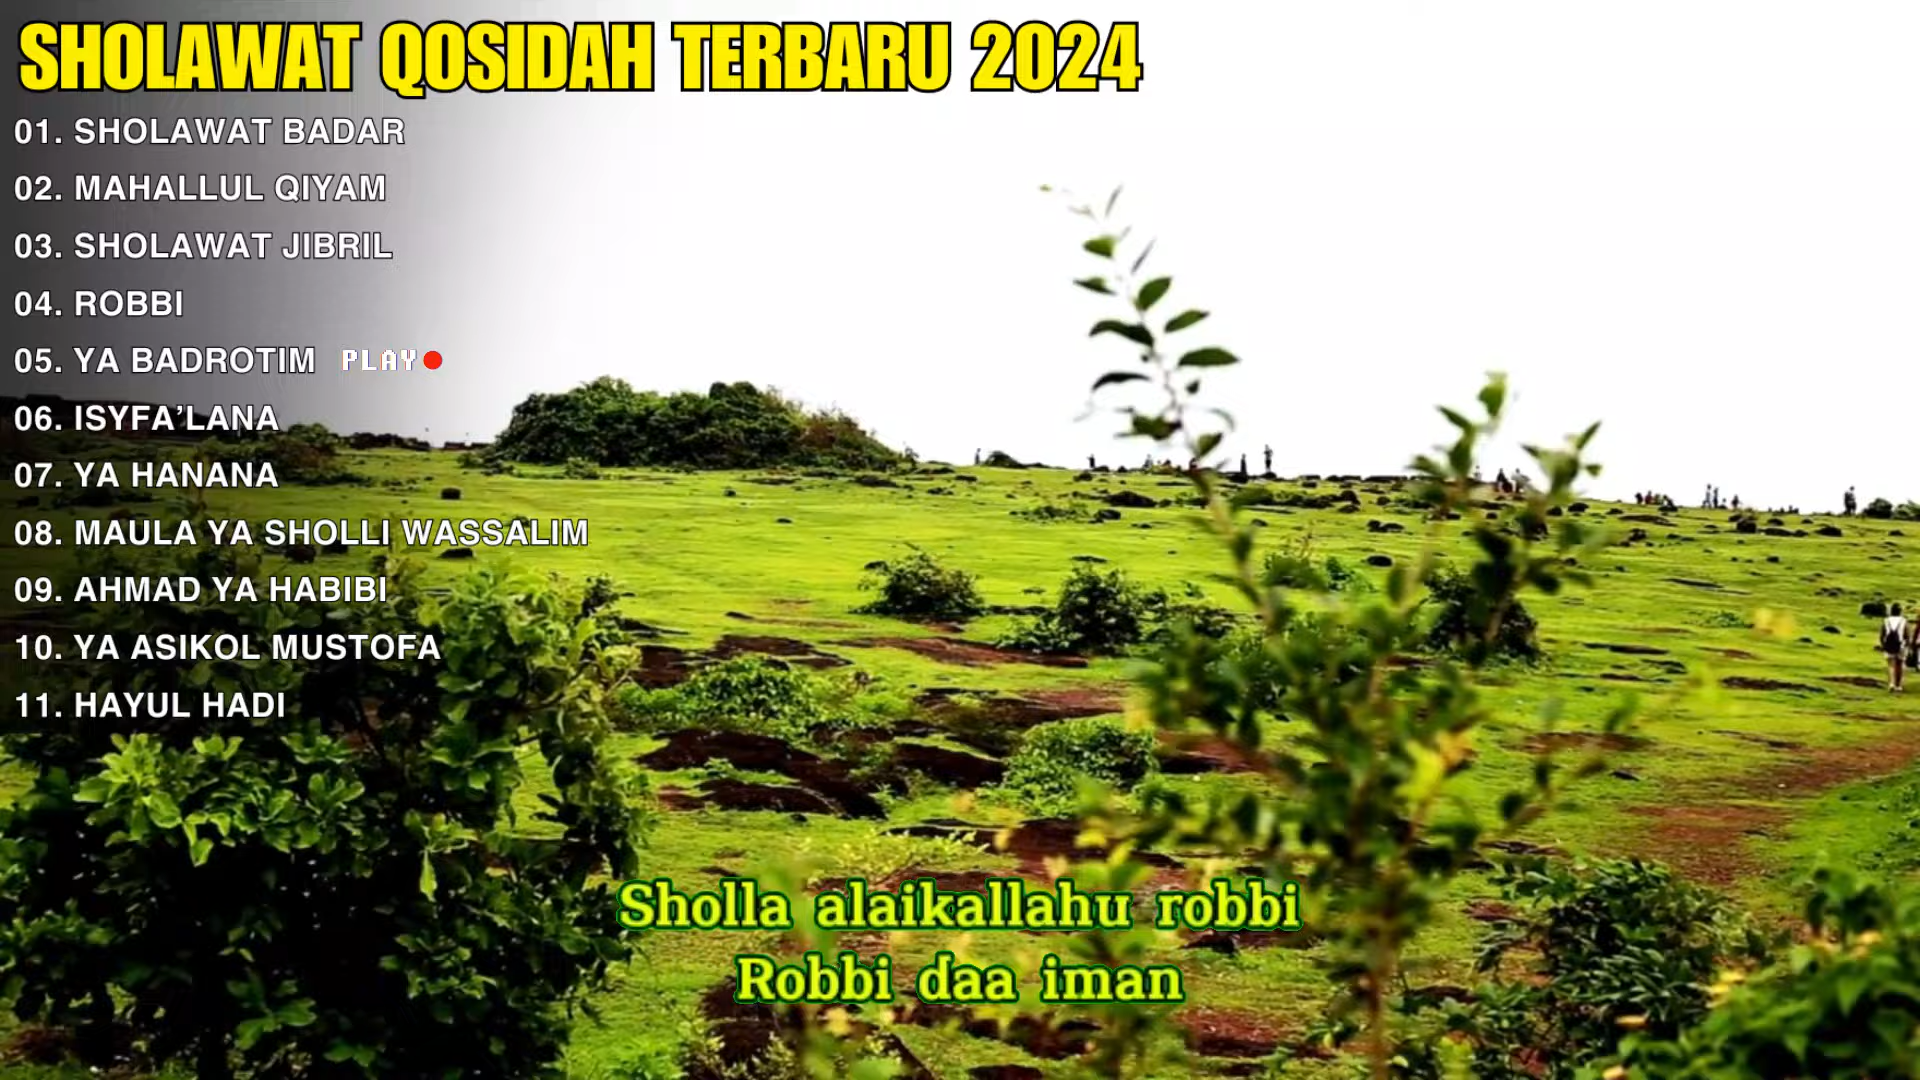 SHOLAWAT QOSIDAH TERBARU 2024
01. SHOLAWAT BADAR
02. MAHALLUL QIYAM
03. SHOLAWAT JIBRIL
04. ROBBI
05. YA BADROTIM PLAY
06. ISYFA’LANA
07. YA HANANA
08. MAULA YA SHOLLI WASSALIM
09. AHMAD YA HABIBI
10. YA ASIKOL MUSTOFA
11. HAYUL HADI
Sholla alaikallahu robbi
Robbi daa iman